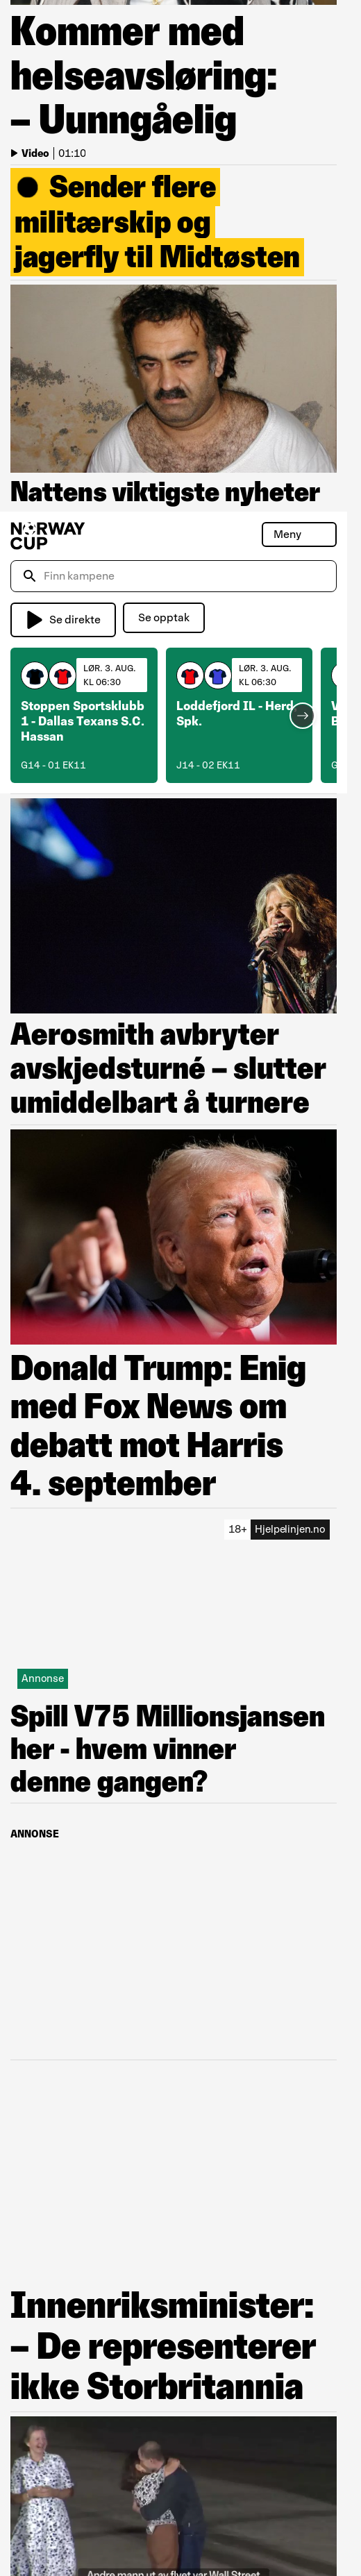 Kommer med
helseavsløring:
– Uunngåelig
Video | 01:10
Sender flere
militærskip og
jagerfly til Midtøsten
Nattens viktigste nyheter
NORWAY
CUP
Meny
Finn kampene
Se direkte
Se opptak
LØR. 3. AUG.
KL 06:30
Stoppen Sportsklubb
1 - Dallas Texans S.C.
Hassan
G14 - 01 EK11
LØR. 3. AUG.
KL 06:30
Loddefjord IL - Herd
Spk.
J14 - 02 EK11
Aerosmith avbryter
avskjedsturné – slutter
umiddelbart å turnere
Donald Trump: Enig
med Fox News om
debatt mot Harris
4. september
18+ Hjelpelinjen.no
Annonse
Spill V75 Millionsjansen
her - hvem vinner
denne gangen?
ANNONSE
Innenriksminister:
– De representerer
ikke Storbritannia
Andre mann ut av flyet var Wall Street